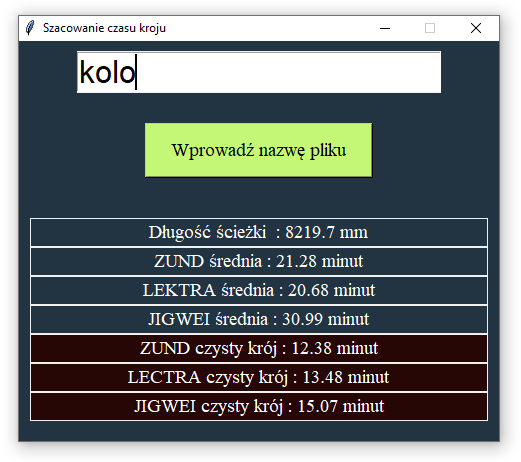 Szacowanie czasu kroju
kolo
Wprowadź nazwę pliku
Długość ścieżki : 8219.7 mm
ZUND średnia : 21.28 minut
LEKTRA średnia : 20.68 minut
JIGWEI średnia : 30.99 minut
ZUND czysty krój : 12.38 minut
LECTRA czysty krój : 13.48 minut
JIGWEI czysty krój : 15.07 minut